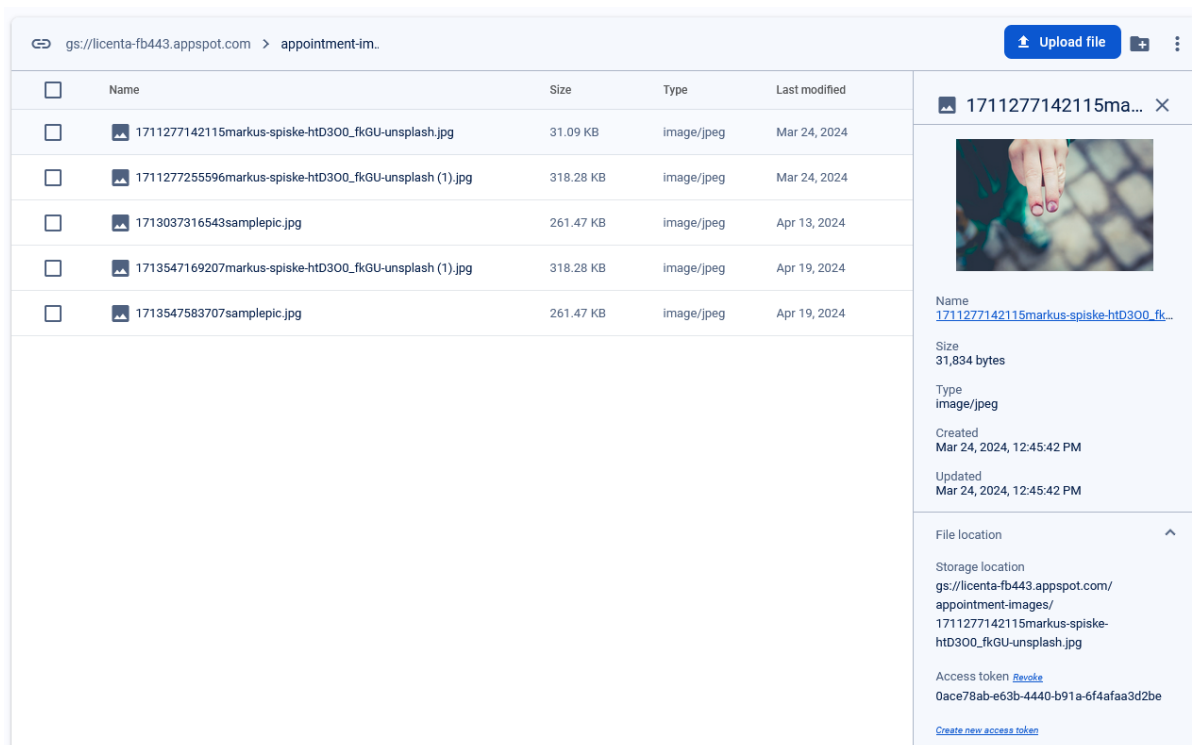 gs://licenta-fb443.appspot.com > appointment-im..
Upload file
Name Size Type Last modified
1711277142115markus-spiske-htD3O0_fkGU-unsplash.jpg 31.09 KB image/jpeg Mar 24, 2024
1711277255596markus-spiske-htD3O0_fkGU-unsplash (1).jpg 318.28 KB image/jpeg Mar 24, 2024
1713037316543samplepic.jpg 261.47 KB image/jpeg Apr 13, 2024
1713547169207markus-spiske-htD3O0_fkGU-unsplash (1).jpg 318.28 KB image/jpeg Apr 19, 2024
1713547583707samplepic.jpg 261.47 KB image/jpeg Apr 19, 2024
1711277142115ma...
Name
1711277142115markus-spiske-htD3O0_fk...
Size
31,834 bytes
Type
image/jpeg
Created
Mar 24, 2024, 12:45:42 PM
Updated
Mar 24, 2024, 12:45:42 PM
File location
Storage location
gs://licenta-fb443.appspot.com/
appointment-images/
1711277142115markus-spiske-
htD3O0_fkGU-unsplash.jpg
Access token Revoke
0ace78ab-e63b-4440-b91a-6f4afaa3d2be
Create new access token